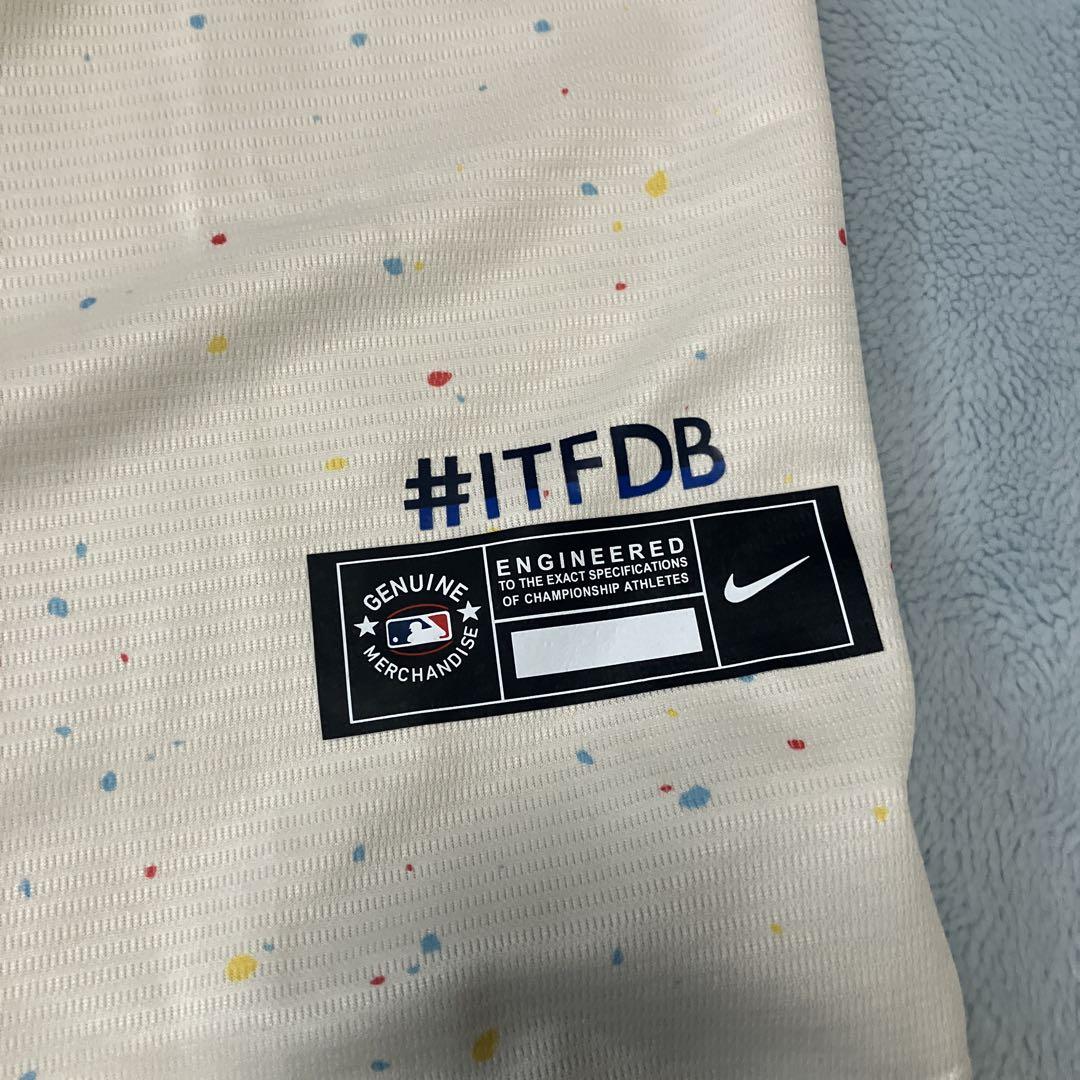 #ITFDB
GENUINE
MERCHANDISE
ENGINEERED
TO THE EXACT SPECIFICATIONS
OF CHAMPIONSHIP ATHLETES